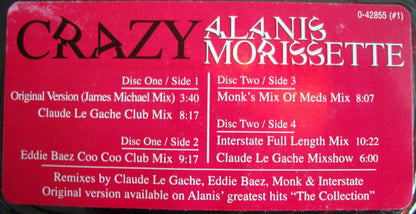 0-42855 (#1)
CRAZY ALANIS
MORISSETTE
Disc One / Side 1
Original Version (James Michael Mix) 3:40
Claude Le Gache Club Mix 8:17
Disc One / Side 2
Eddie Baez Coo Coo Club Mix 9:17
Disc Two / Side 3
Monk's Mix Of Meds Mix 8:07
Disc Two / Side 4
Interstate Full Length Mix 10:22
Claude Le Gache Mixshow 6:00
Remixes by Claude Le Gache, Eddie Baez, Monk & Interstate
Original version available on Alanis' greatest hits "The Collection"